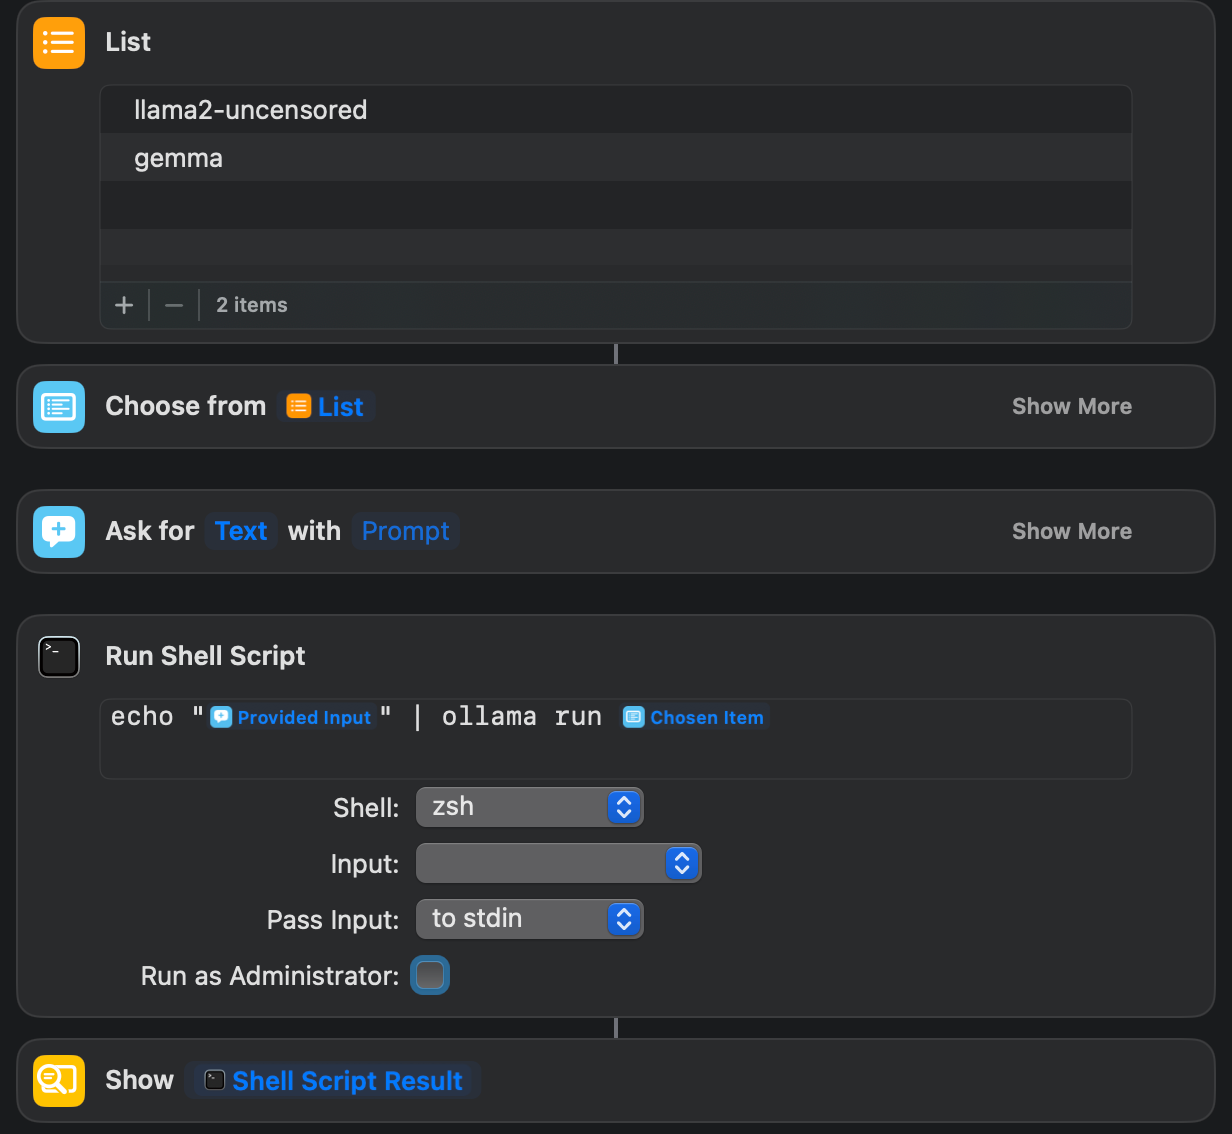 List
llama2-uncensored
gemma
+ − 2 items
Choose from List Show More
Ask for Text with Prompt Show More
>_
Run Shell Script
echo "Provided Input" | ollama run Chosen Item
Shell: zsh
Input:
Pass Input: to stdin
Run as Administrator:
Show Shell Script Result